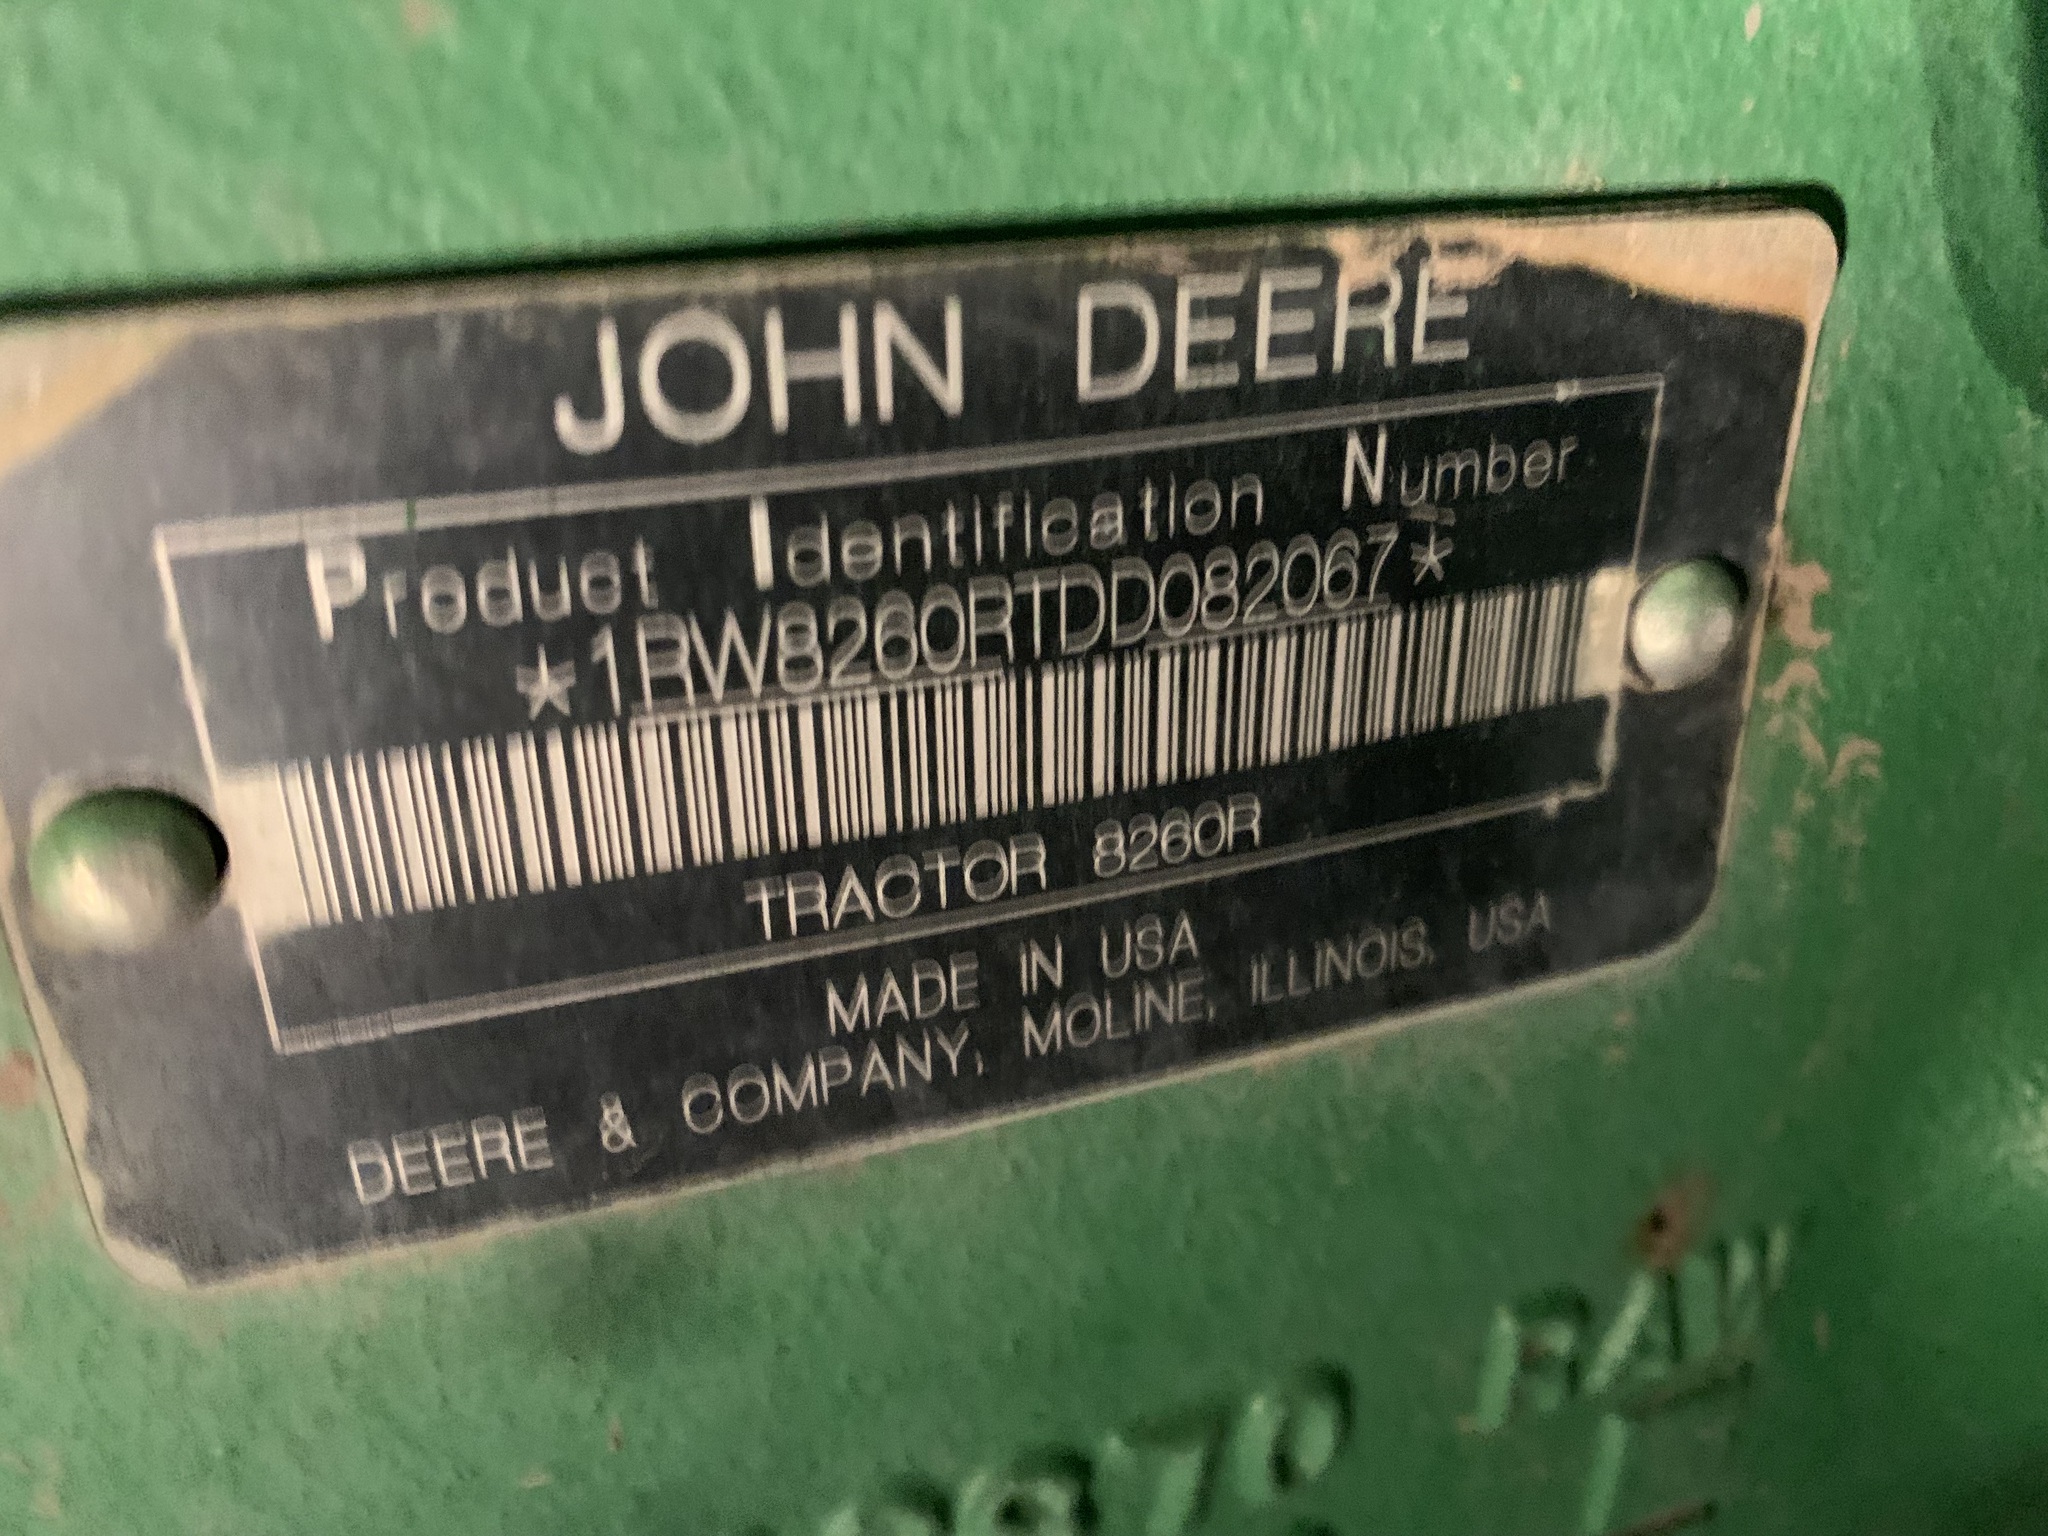 JOHN DEERE
Product Identification Number
*1RW8260RTDD082067*
TRACTOR 8260R
MADE IN USA
DEERE & COMPANY, MOLINE, ILLINOIS, USA